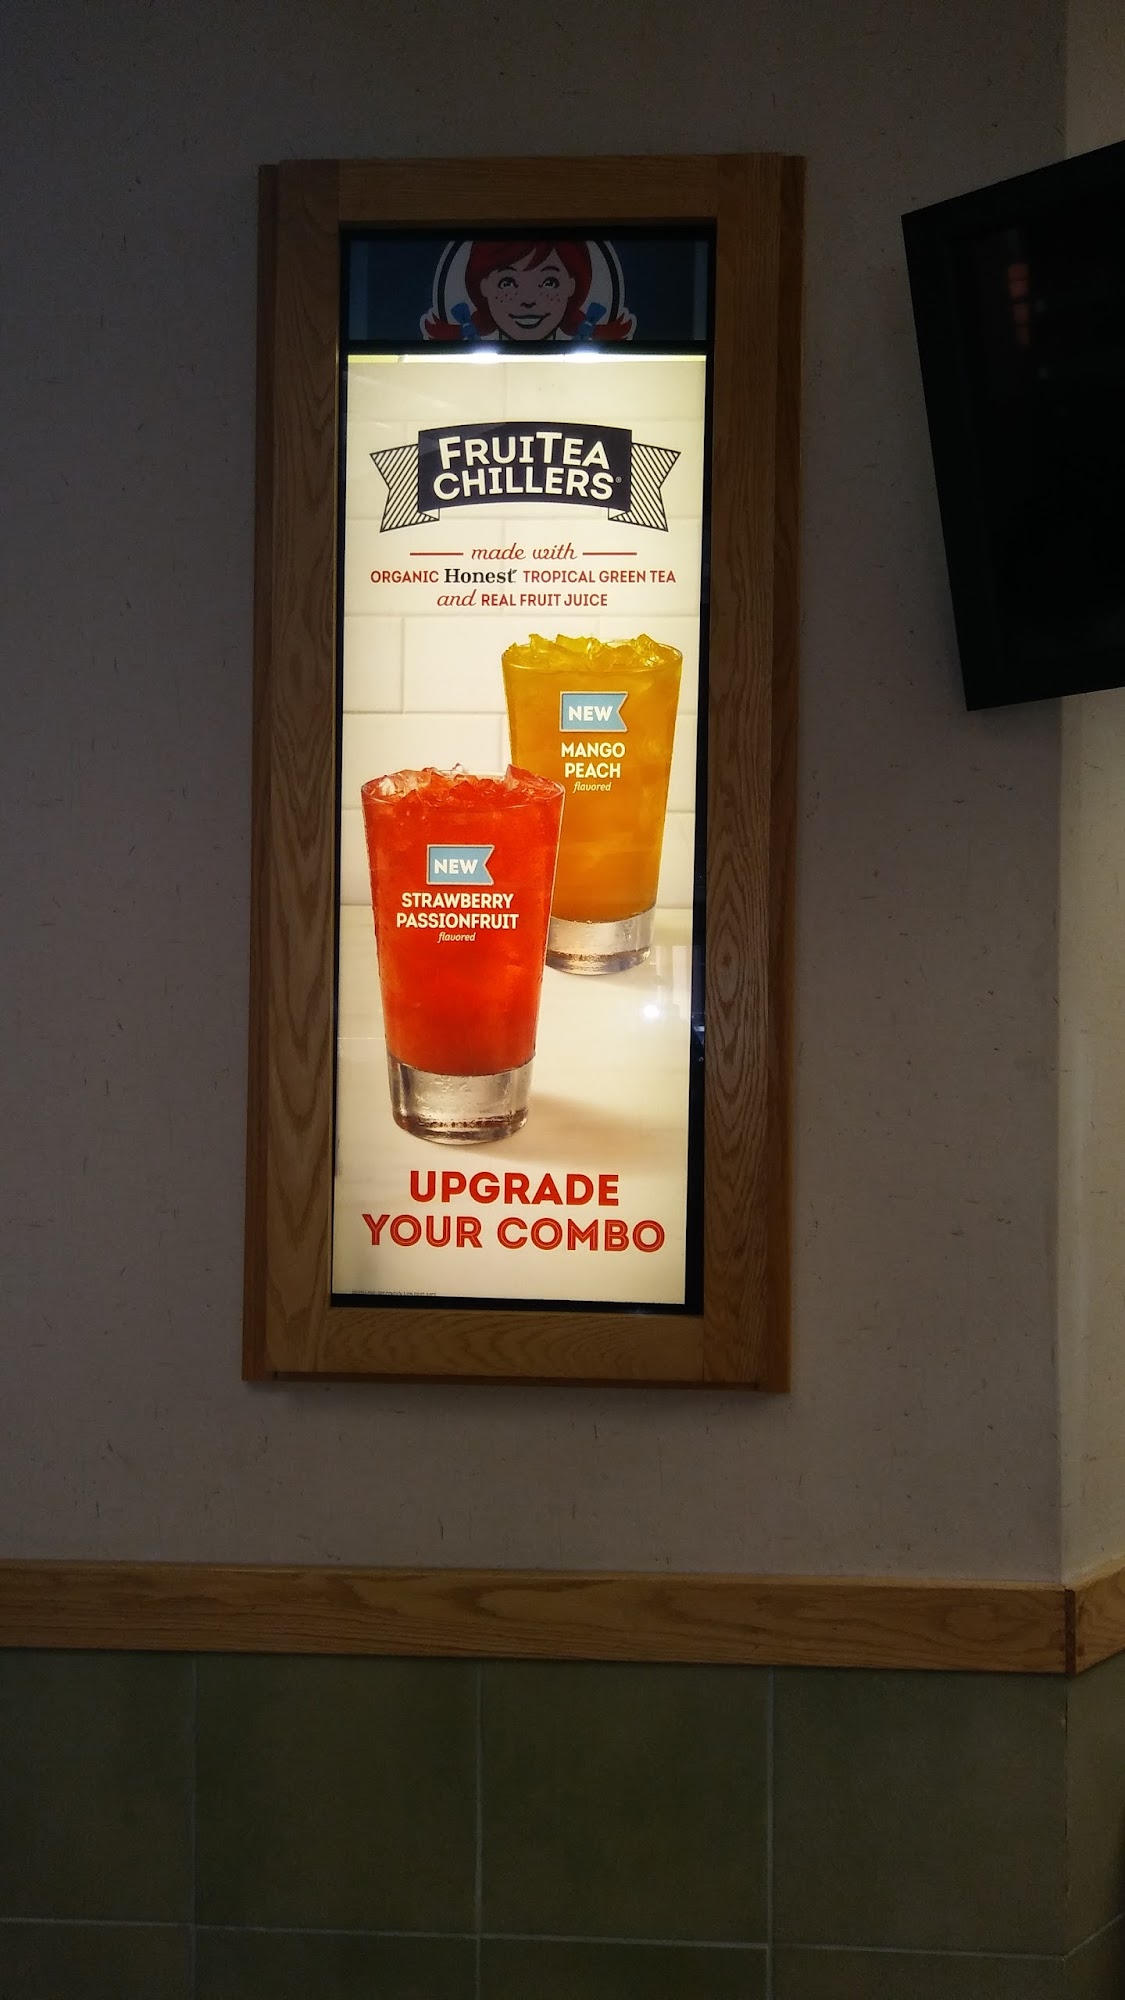 FRUITEA
CHILLERS®
made with
ORGANIC Honest TROPICAL GREEN TEA
and REAL FRUIT JUICE
NEW
MANGO
PEACH
flavored
NEW
STRAWBERRY
PASSIONFRUIT
flavored
UPGRADE
YOUR COMBO